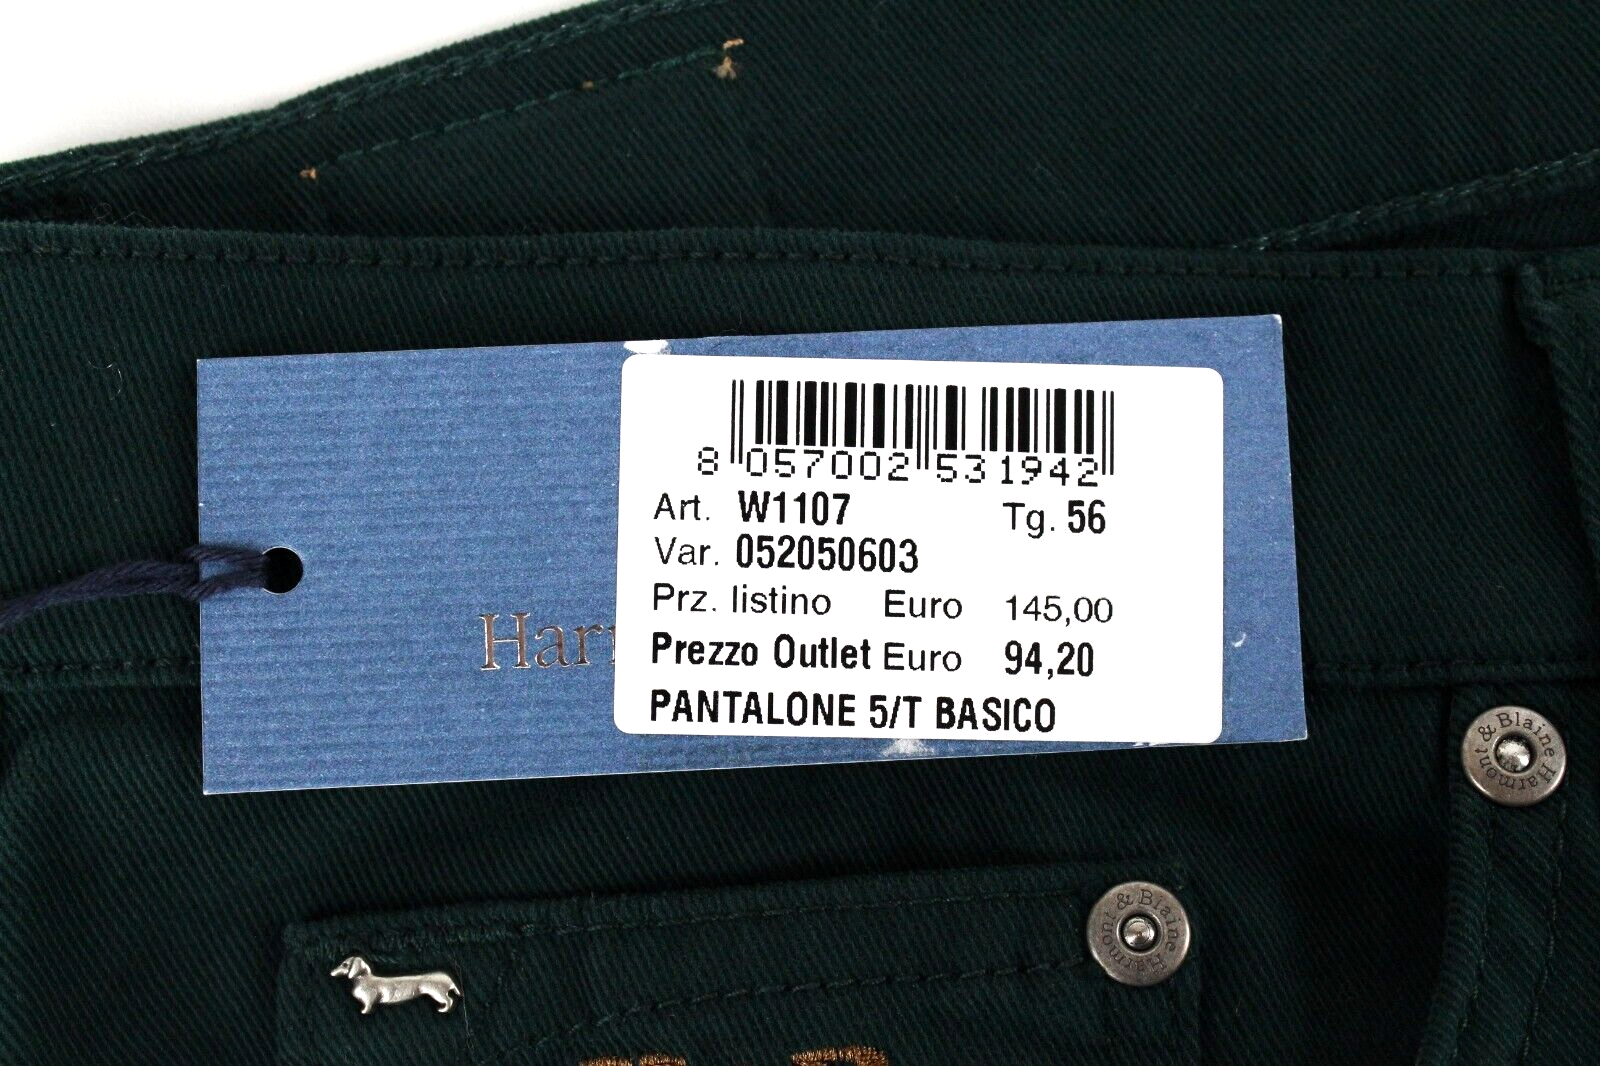 8 057002 531942
Art. W1107 Tg. 56
Var. 052050603
Prz. listino Euro 145,00
Prezzo Outlet Euro 94,20
PANTALONE 5/T BASICO
Harm
Harmont & Blaine
Harmont & Blaine